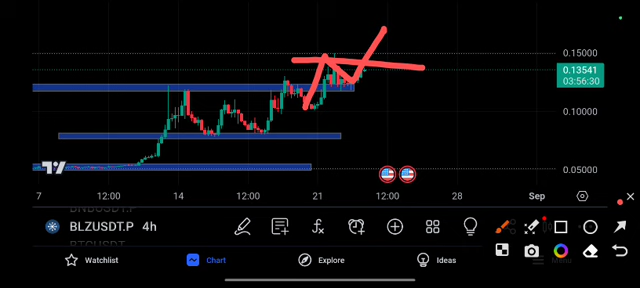 0.15000
0.13541
03:56:30
0.10000
0.05000
7 12:00 14 12:00 21 12:00 28 Sep
BLZUSDT.P 4h
BTCUSDT.P
Watchlist Chart Explore Ideas